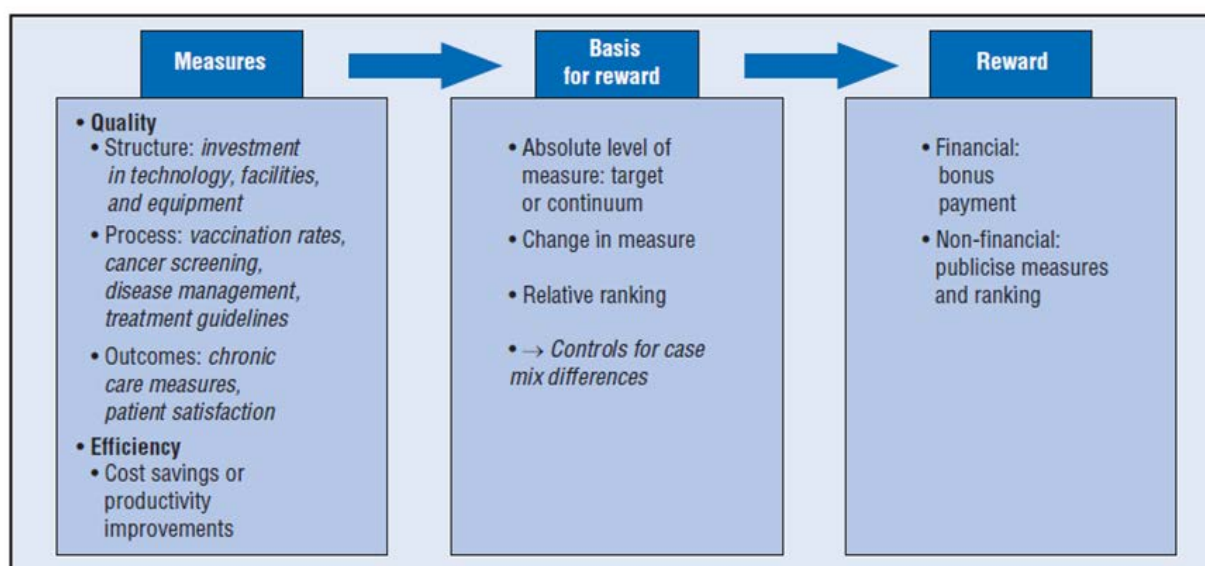 Measures
• Quality
• Structure: investment
in technology, facilities,
and equipment
• Process: vaccination rates,
cancer screening,
disease management,
treatment guidelines
• Outcomes: chronic
care measures,
patient satisfaction
• Efficiency
• Cost savings or
productivity
improvements
Basis
for reward
• Absolute level of
measure: target
or continuum
• Change in measure
• Relative ranking
• → Controls for case
mix differences
Reward
• Financial:
bonus
payment
• Non-financial:
publicise measures
and ranking